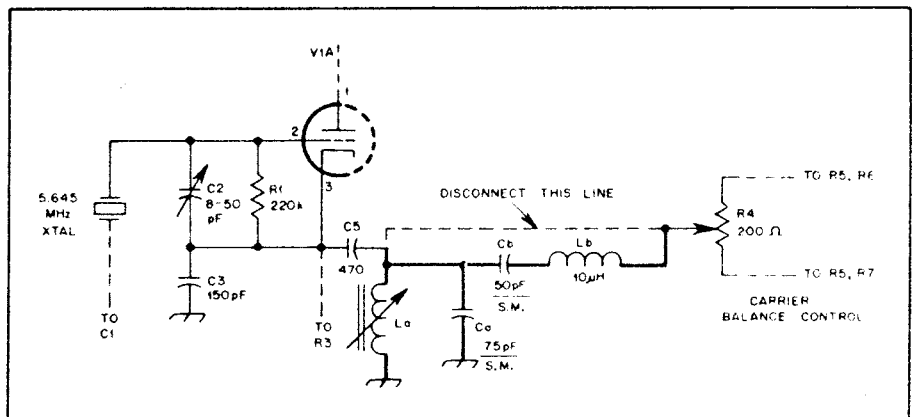 V1A
1
2
3
5.645
MHz
XTAL
C2
8-50
pF
R1
220k
C3
150pF
TO
C1
TO
R3
C5
470
La
DISCONNECT THIS LINE
Cb
50pF
S.M.
Lb
10µH
Ca
75pF
S.M.
TO R5, R6
R4
200 Ω
TO R5, R7
CARRIER
BALANCE CONTROL